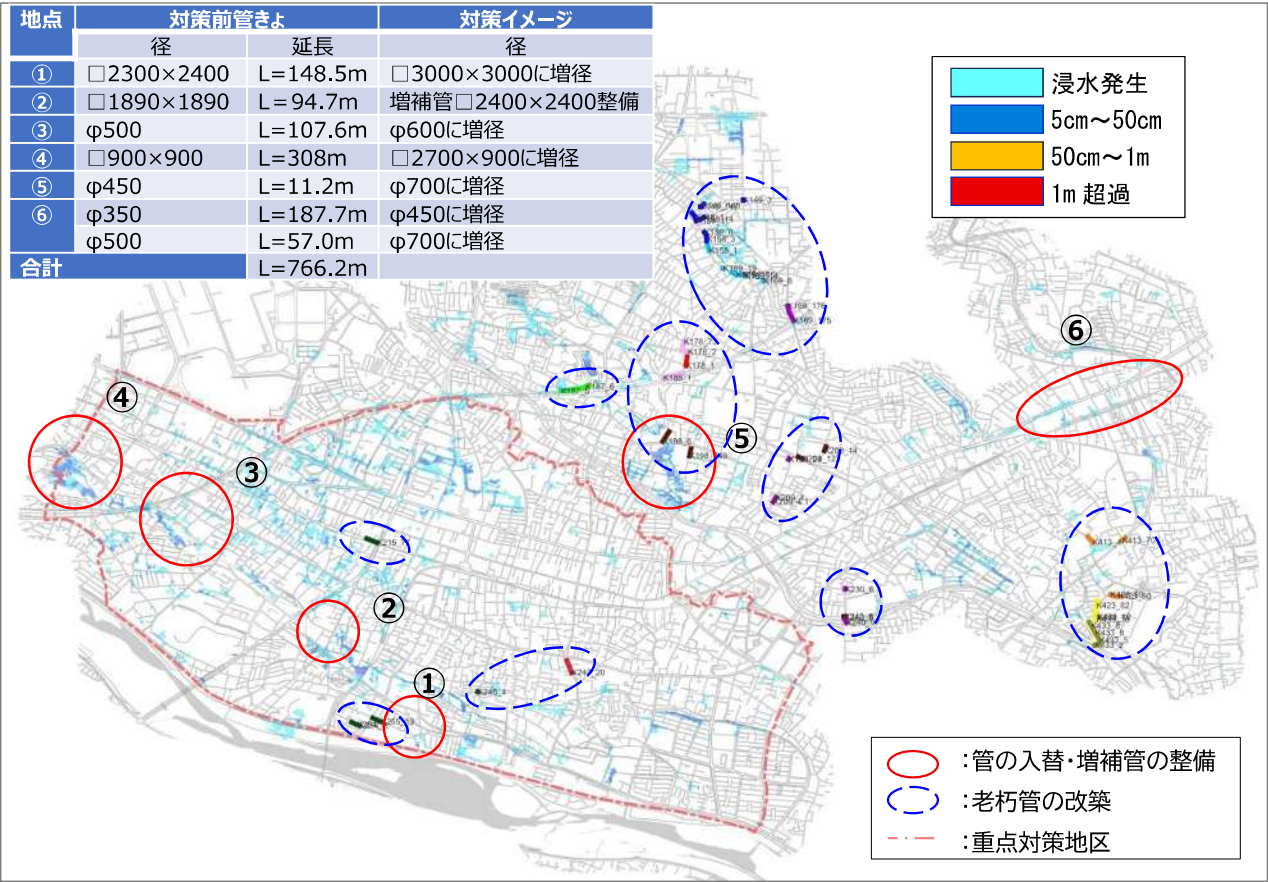 地点 対策前管きょ 対策イメージ
径 延長 径
① □2300×2400 L=148.5m □3000×3000に増径
② □1890×1890 L=94.7m 増補管□2400×2400整備
③ φ500 L=107.6m φ600に増径
④ □900×900 L=308m □2700×900に増径
⑤ φ450 L=11.2m φ700に増径
⑥ φ350 L=187.7m φ450に増径
φ500 L=57.0m φ700に増径
合計 L=766.2m
浸水発生
5cm～50cm
50cm～1m
1m 超過
⑥
④
⑤
③
②
①
K176_2
K176_1
K187_6
K413_70
K423_82
K230_6
:管の入替・増補管の整備
:老朽管の改築
:重点対策地区